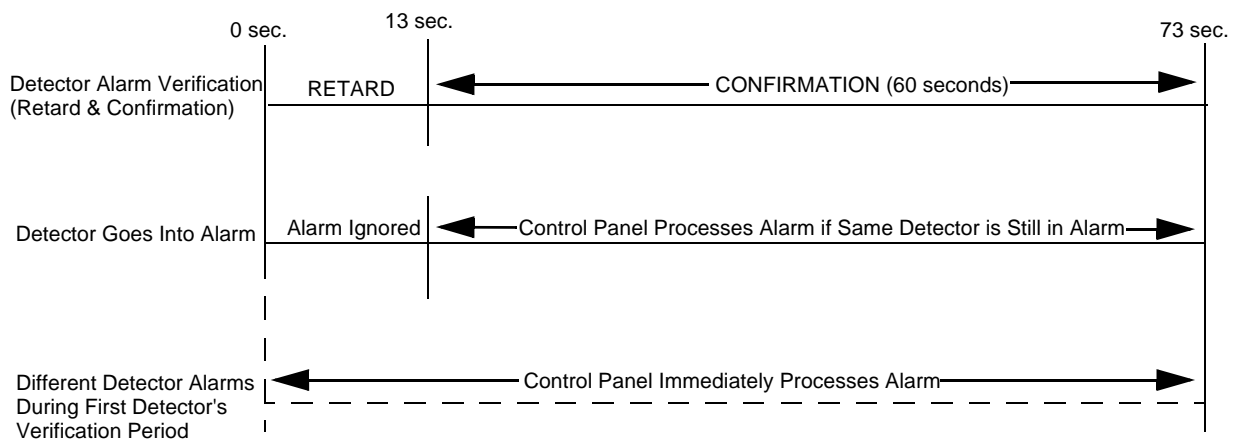 0 sec.
13 sec.
73 sec.
Detector Alarm Verification
(Retard & Confirmation)
RETARD
CONFIRMATION (60 seconds)
Detector Goes Into Alarm
Alarm Ignored
Control Panel Processes Alarm if Same Detector is Still in Alarm
Different Detector Alarms
During First Detector's
Verification Period
Control Panel Immediately Processes Alarm